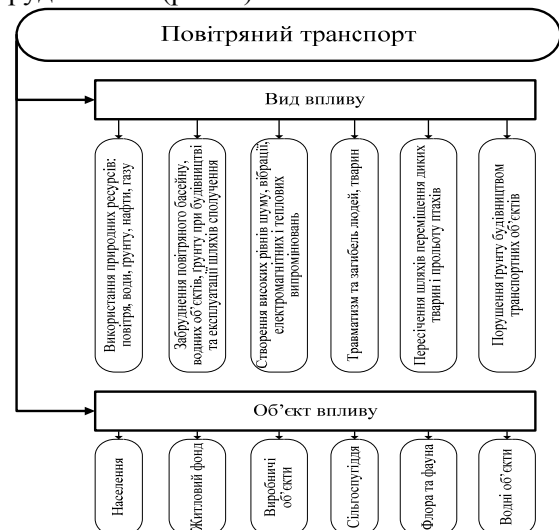 Повітряний транспорт
Вид впливу
Використання природних ресурсів:
повітря, води, ґрунту, нафти, газу
Забруднення повітряного басейну,
водних об’єктів, ґрунту при будівництві
та експлуатації шляхів сполучення
Створення високих рівнів шуму, вібрації,
електромагнітних і теплових
випромінювань
Травматизм та загибель людей, тварин
Пересічення шляхів переміщення диких
тварин і прольоту птахів
Порушення ґрунту будівництвом
транспортних об’єктів
Об’єкт впливу
Населення
Житловий фонд
Виробничі
об’єкти
Сільгоспугіддя
Флора та фауна
Водні об’єкти